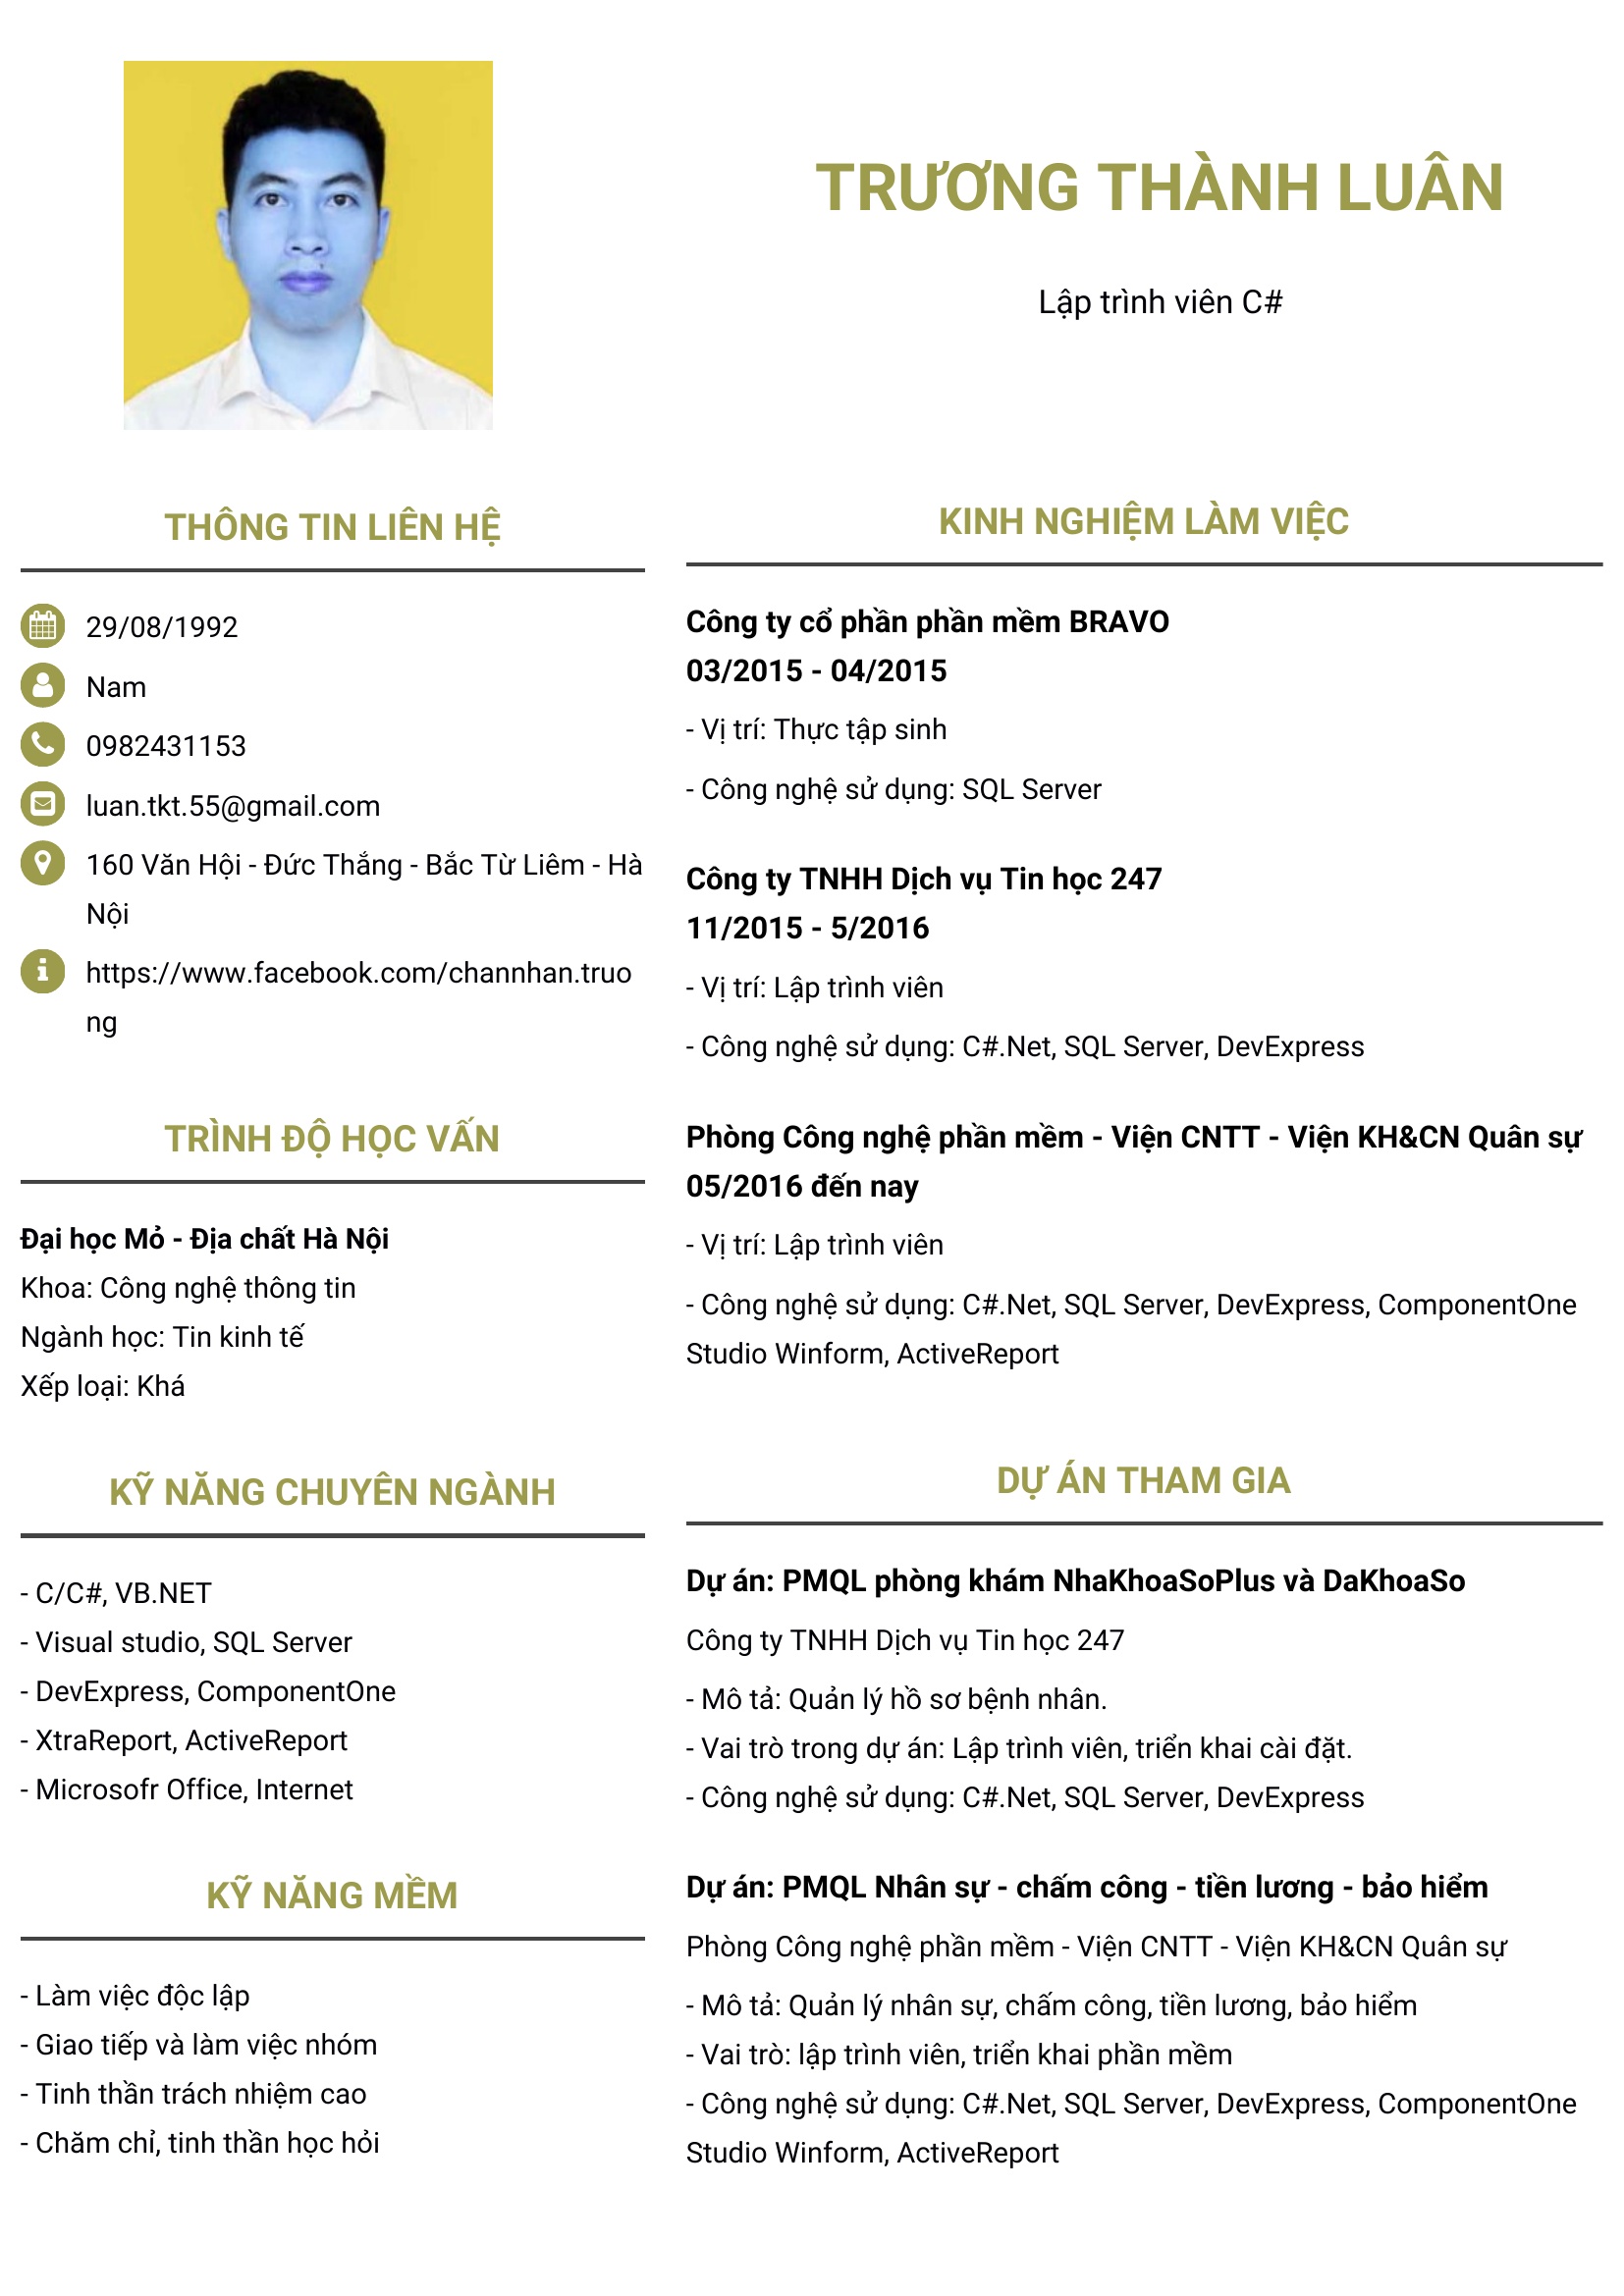 TRƯƠNG THÀNH LUÂN
Lập trình viên C#
THÔNG TIN LIÊN HỆ
29/08/1992
Nam
0982431153
luan.tkt.55@gmail.com
160 Văn Hội - Đức Thắng - Bắc Từ Liêm - Hà
Nội
https://www.facebook.com/channhan.truo
ng
TRÌNH ĐỘ HỌC VẤN
Đại học Mỏ - Địa chất Hà Nội
Khoa: Công nghệ thông tin
Ngành học: Tin kinh tế
Xếp loại: Khá
KỸ NĂNG CHUYÊN NGÀNH
- C/C#, VB.NET
- Visual studio, SQL Server
- DevExpress, ComponentOne
- XtraReport, ActiveReport
- Microsofr Office, Internet
KỸ NĂNG MỀM
- Làm việc độc lập
- Giao tiếp và làm việc nhóm
- Tinh thần trách nhiệm cao
- Chăm chỉ, tinh thần học hỏi
KINH NGHIỆM LÀM VIỆC
Công ty cổ phần phần mềm BRAVO
03/2015 - 04/2015
- Vị trí: Thực tập sinh
- Công nghệ sử dụng: SQL Server
Công ty TNHH Dịch vụ Tin học 247
11/2015 - 5/2016
- Vị trí: Lập trình viên
- Công nghệ sử dụng: C#.Net, SQL Server, DevExpress
Phòng Công nghệ phần mềm - Viện CNTT - Viện KH&CN Quân sự
05/2016 đến nay
- Vị trí: Lập trình viên
- Công nghệ sử dụng: C#.Net, SQL Server, DevExpress, ComponentOne
Studio Winform, ActiveReport
DỰ ÁN THAM GIA
Dự án: PMQL phòng khám NhaKhoaSoPlus và DaKhoaSo
Công ty TNHH Dịch vụ Tin học 247
- Mô tả: Quản lý hồ sơ bệnh nhân.
- Vai trò trong dự án: Lập trình viên, triển khai cài đặt.
- Công nghệ sử dụng: C#.Net, SQL Server, DevExpress
Dự án: PMQL Nhân sự - chấm công - tiền lương - bảo hiểm
Phòng Công nghệ phần mềm - Viện CNTT - Viện KH&CN Quân sự
- Mô tả: Quản lý nhân sự, chấm công, tiền lương, bảo hiểm
- Vai trò: lập trình viên, triển khai phần mềm
- Công nghệ sử dụng: C#.Net, SQL Server, DevExpress, ComponentOne
Studio Winform, ActiveReport